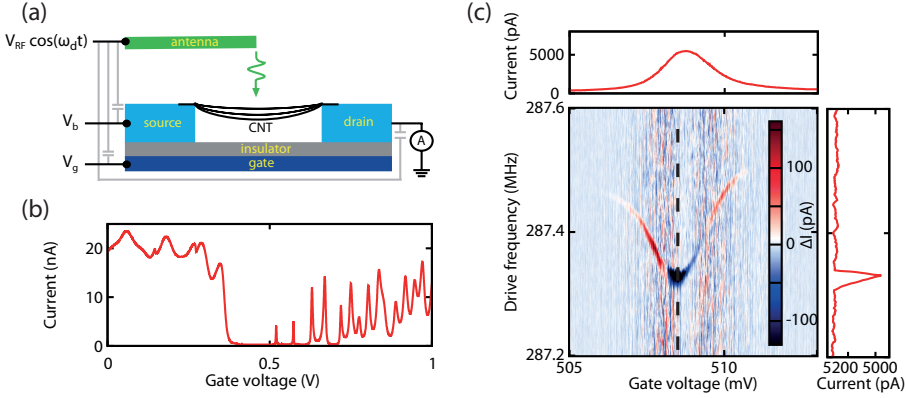 (a)
V_RF cos(ω_d t)
antenna
CNT
source
drain
V_b
A
insulator
V_g
gate
(b)
Current (nA)
20
10
0
0
0.5
1
Gate voltage (V)
(c)
Current (pA)
5000
0
505
510
287.6
287.4
287.2
Drive frequency (MHz)
100
0
-100
ΔI (pA)
505
510
Gate voltage (mV)
5200 5000
Current (pA)